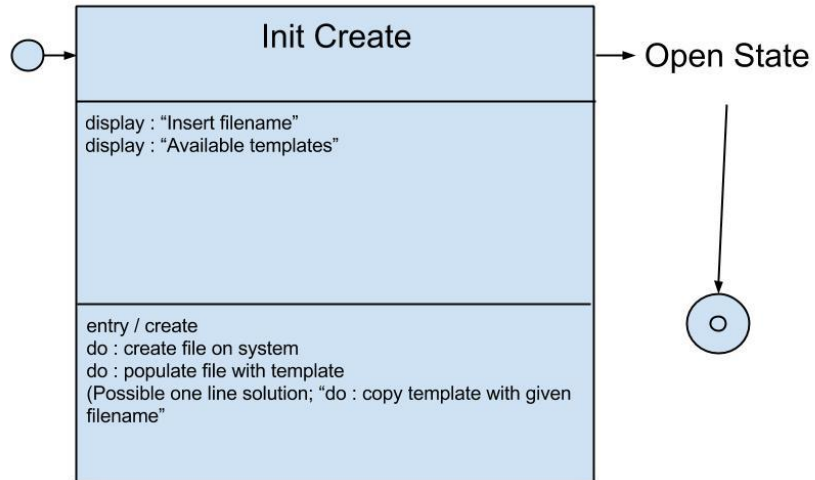 Init Create
Open State
display : “Insert filename”
display : “Available templates”
entry / create
do : create file on system
do : populate file with template
(Possible one line solution; “do : copy template with given
filename”